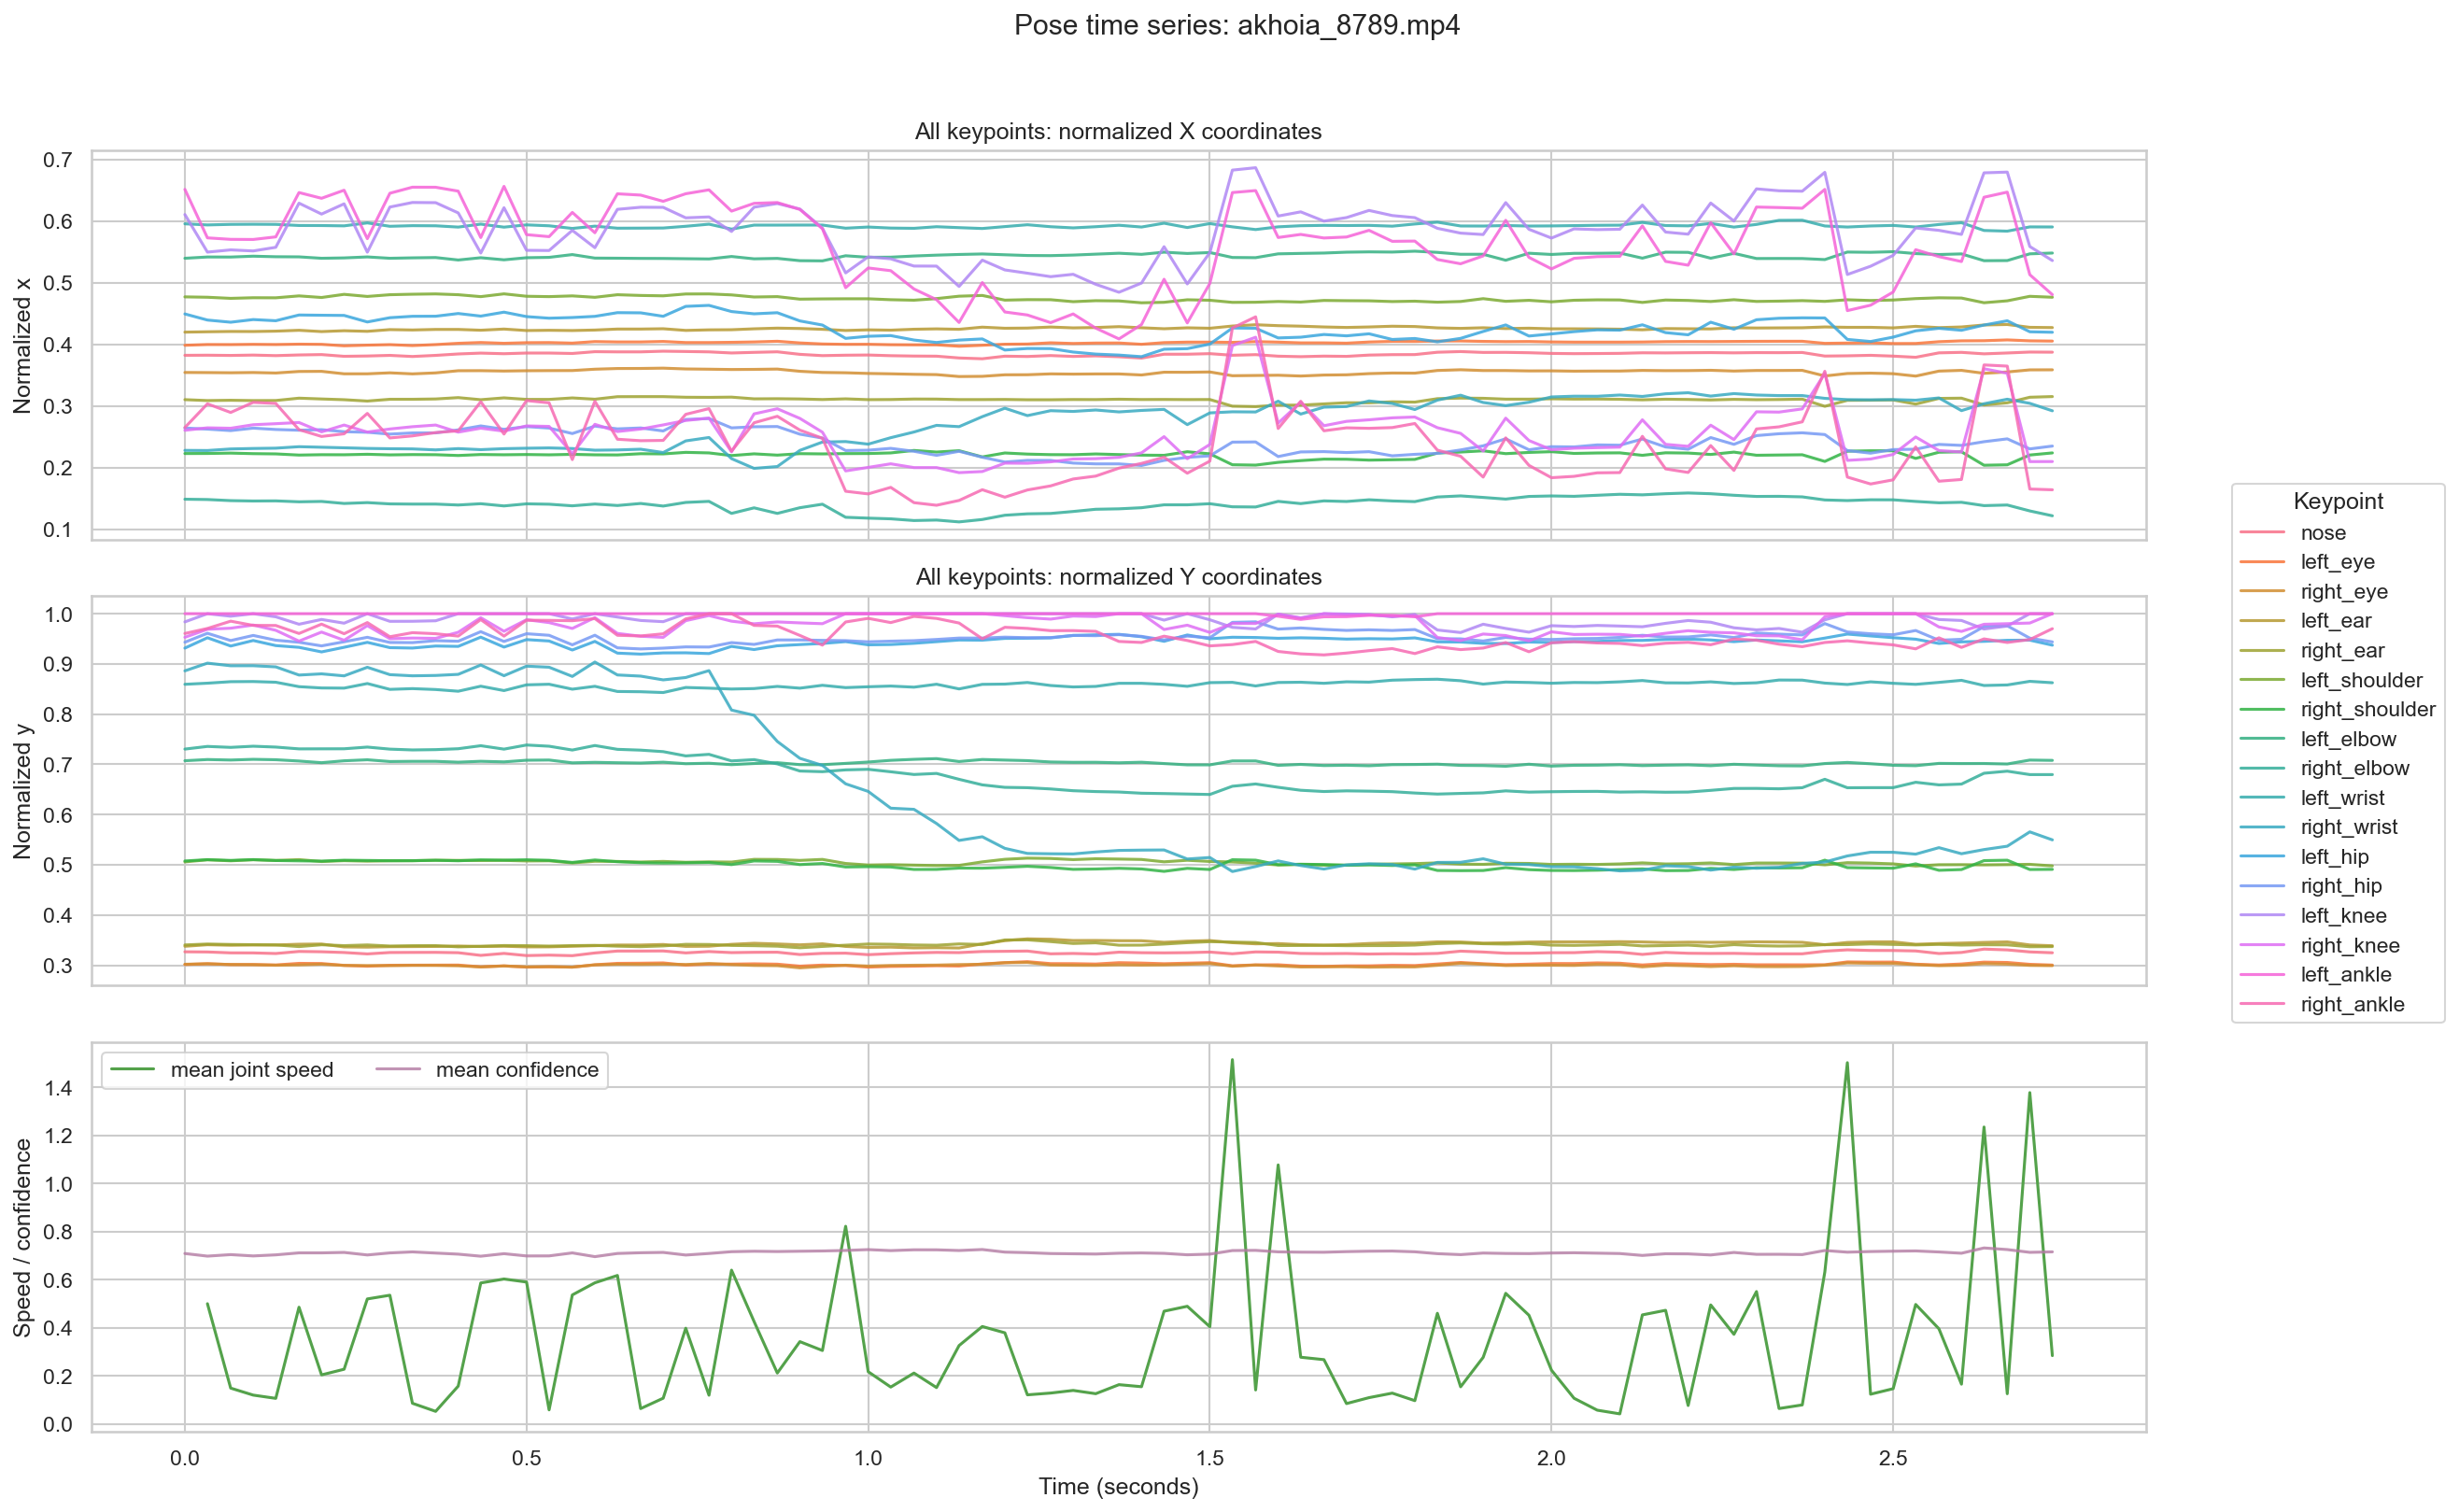 Pose time series: akhoia_8789.mp4
All keypoints: normalized X coordinates
Normalized x
0.7
0.6
0.5
0.4
0.3
0.2
0.1
All keypoints: normalized Y coordinates
Normalized y
1.0
0.9
0.8
0.7
0.6
0.5
0.4
0.3
Keypoint
nose
left_eye
right_eye
left_ear
right_ear
left_shoulder
right_shoulder
left_elbow
right_elbow
left_wrist
right_wrist
left_hip
right_hip
left_knee
right_knee
left_ankle
right_ankle
mean joint speed mean confidence
Speed / confidence
1.4
1.2
1.0
0.8
0.6
0.4
0.2
0.0
0.0 0.5 1.0 1.5 2.0 2.5
Time (seconds)